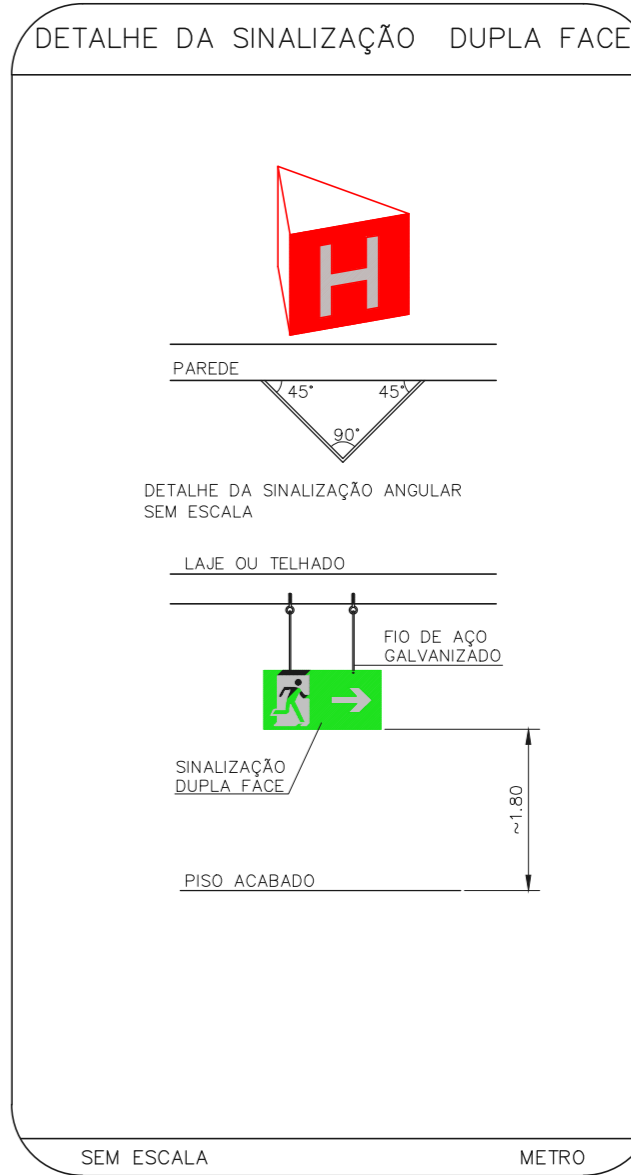 DETALHE DA SINALIZAÇÃO DUPLA FACE
H
PAREDE
45°
45°
90°
DETALHE DA SINALIZAÇÃO ANGULAR
SEM ESCALA
LAJE OU TELHADO
FIO DE AÇO
GALVANIZADO
SINALIZAÇÃO
DUPLA FACE
~1.80
PISO ACABADO
SEM ESCALA
METRO